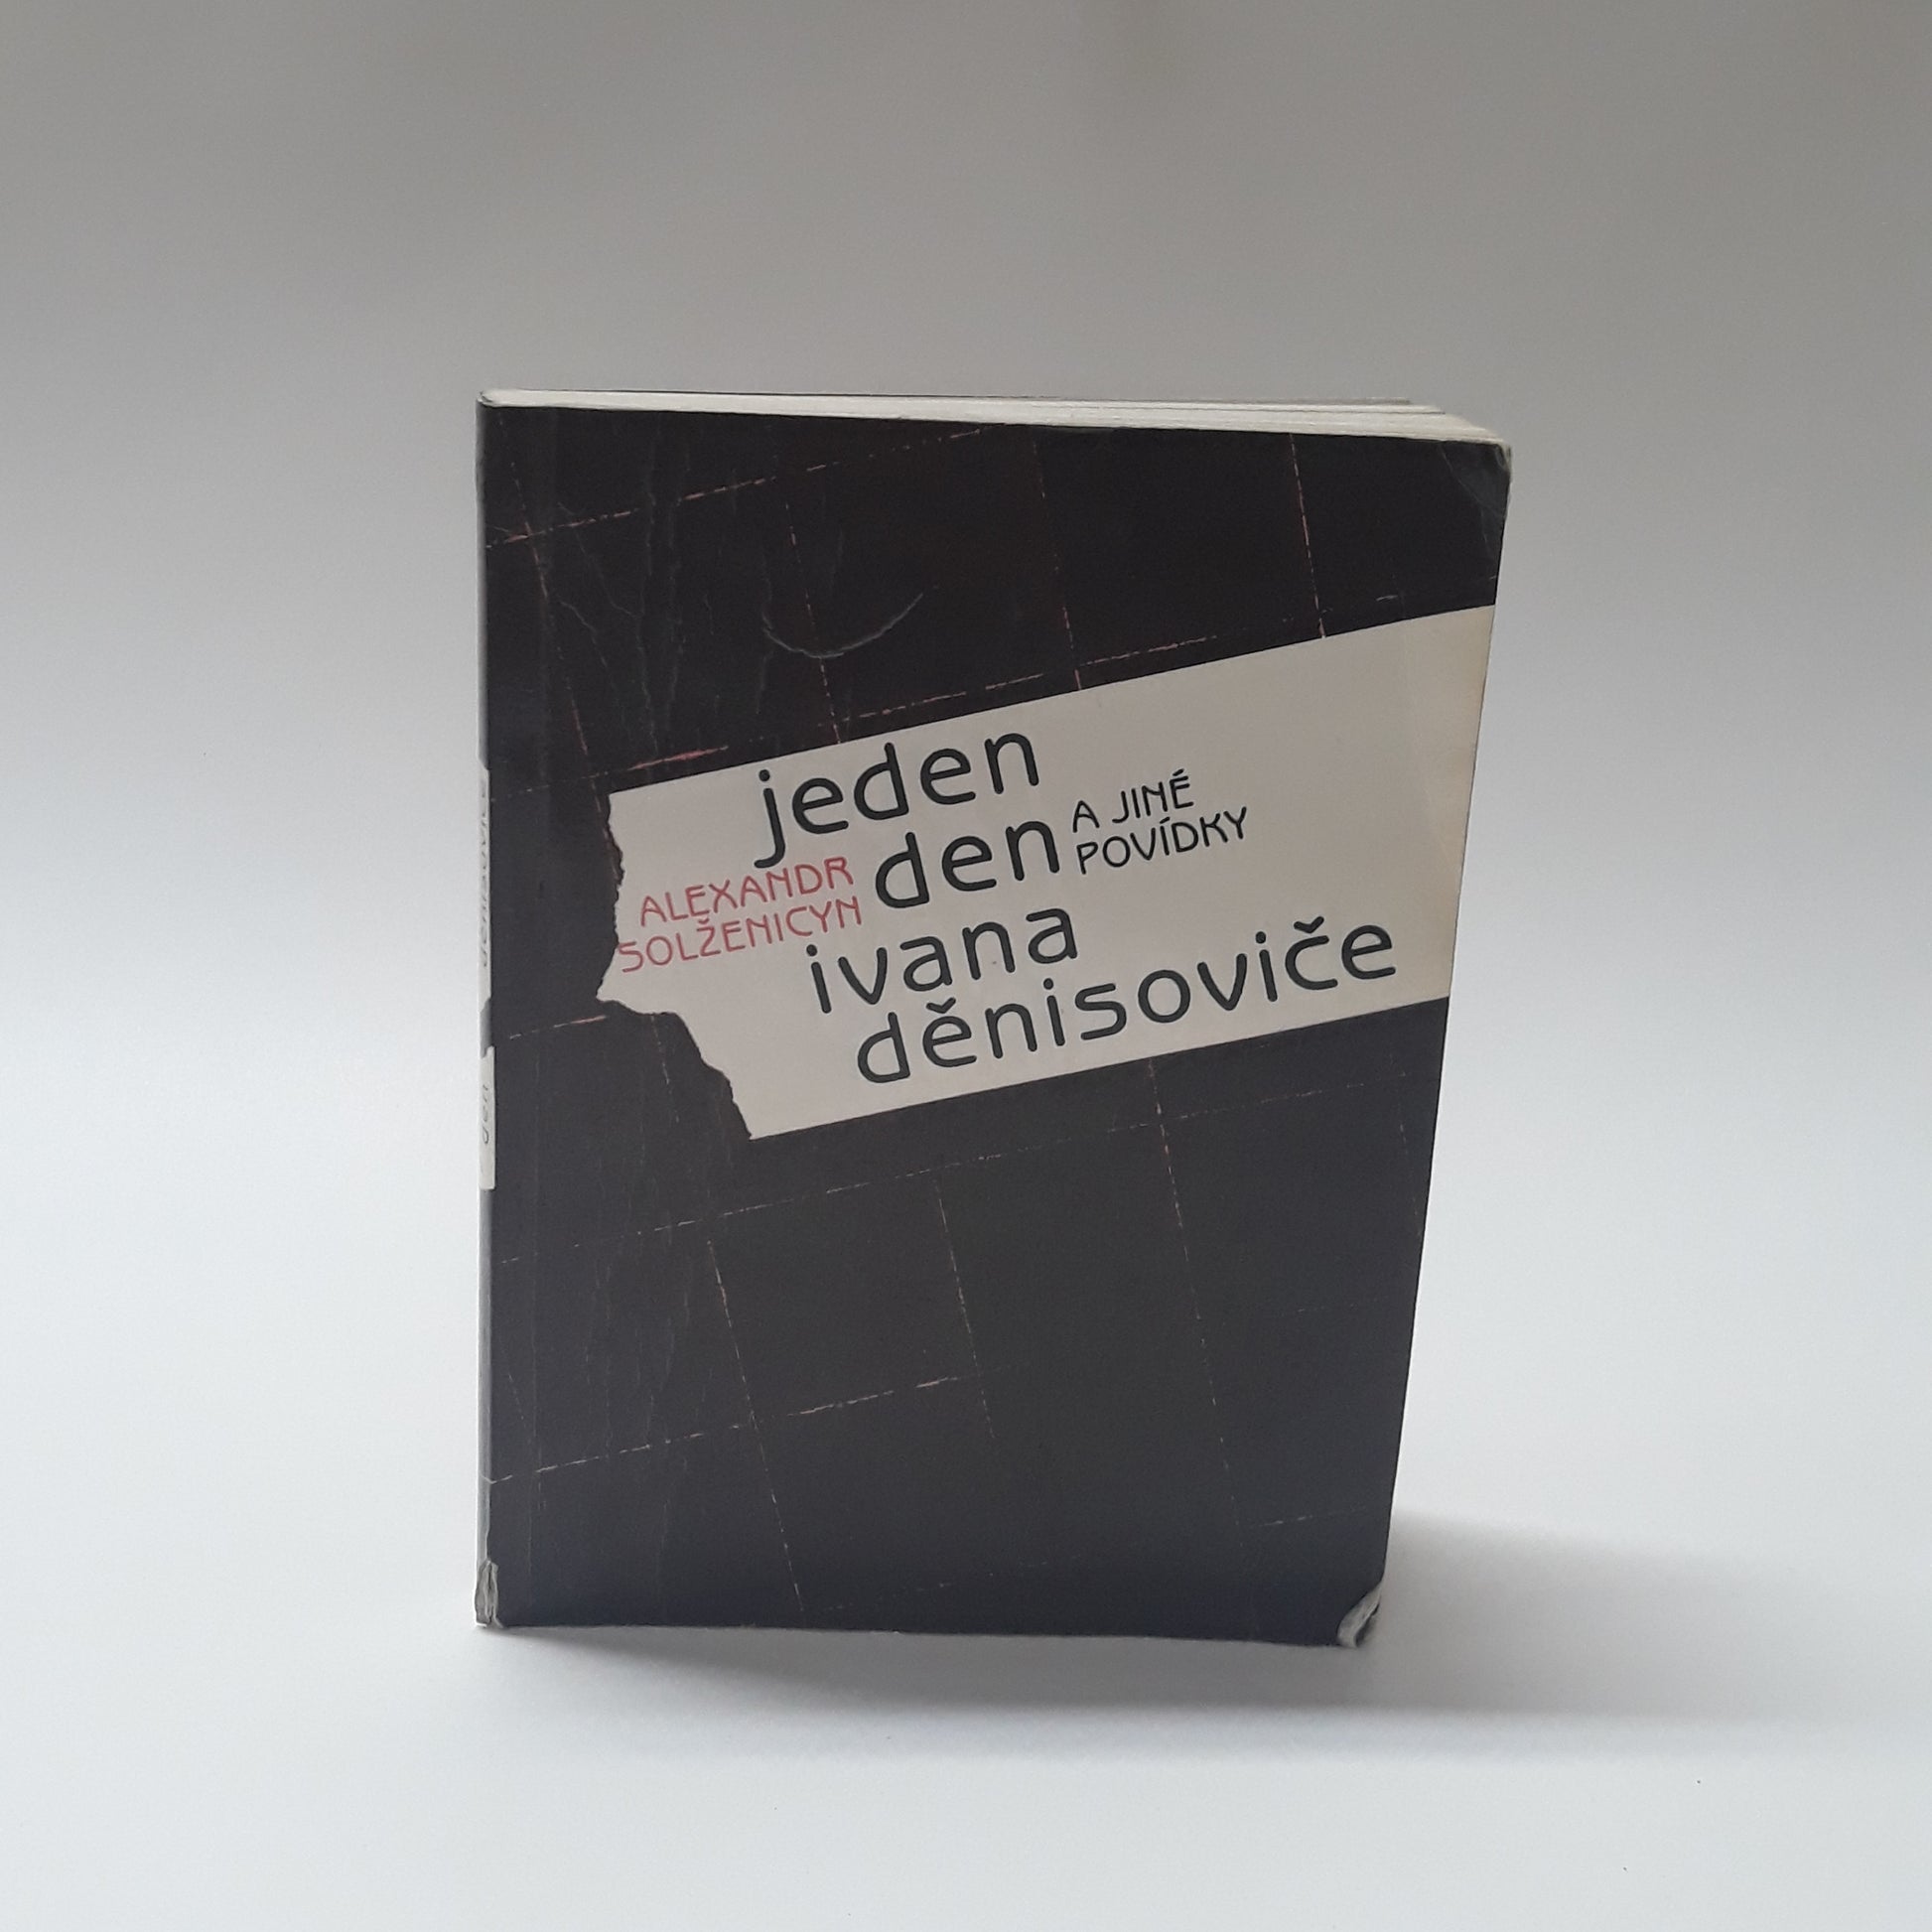 jeden
den
A JINÉ
POVÍDKY
ALEXANDR
SOLŽENICYN
ivana
děnisoviče